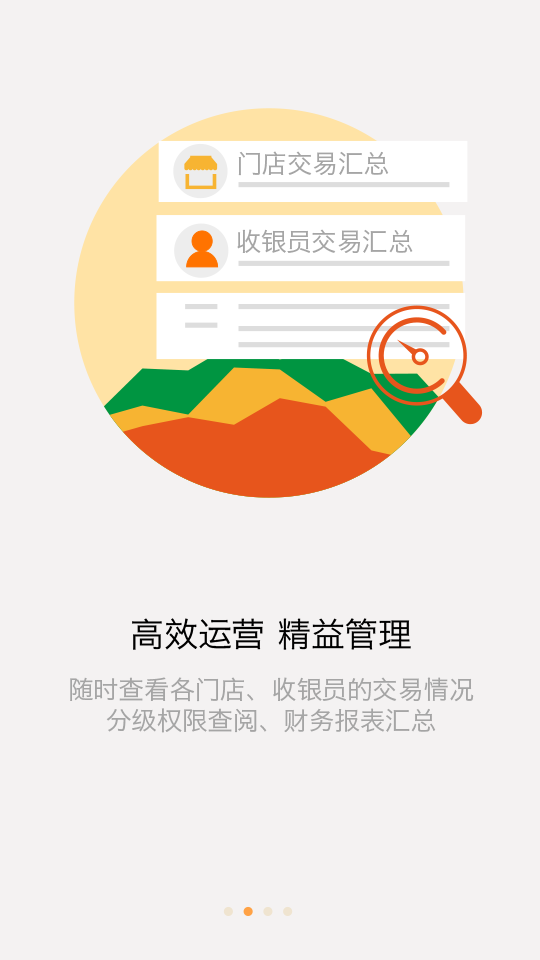 门店交易汇总
收银员交易汇总
高效运营 精益管理
随时查看各门店、收银员的交易情况
分级权限查阅、财务报表汇总